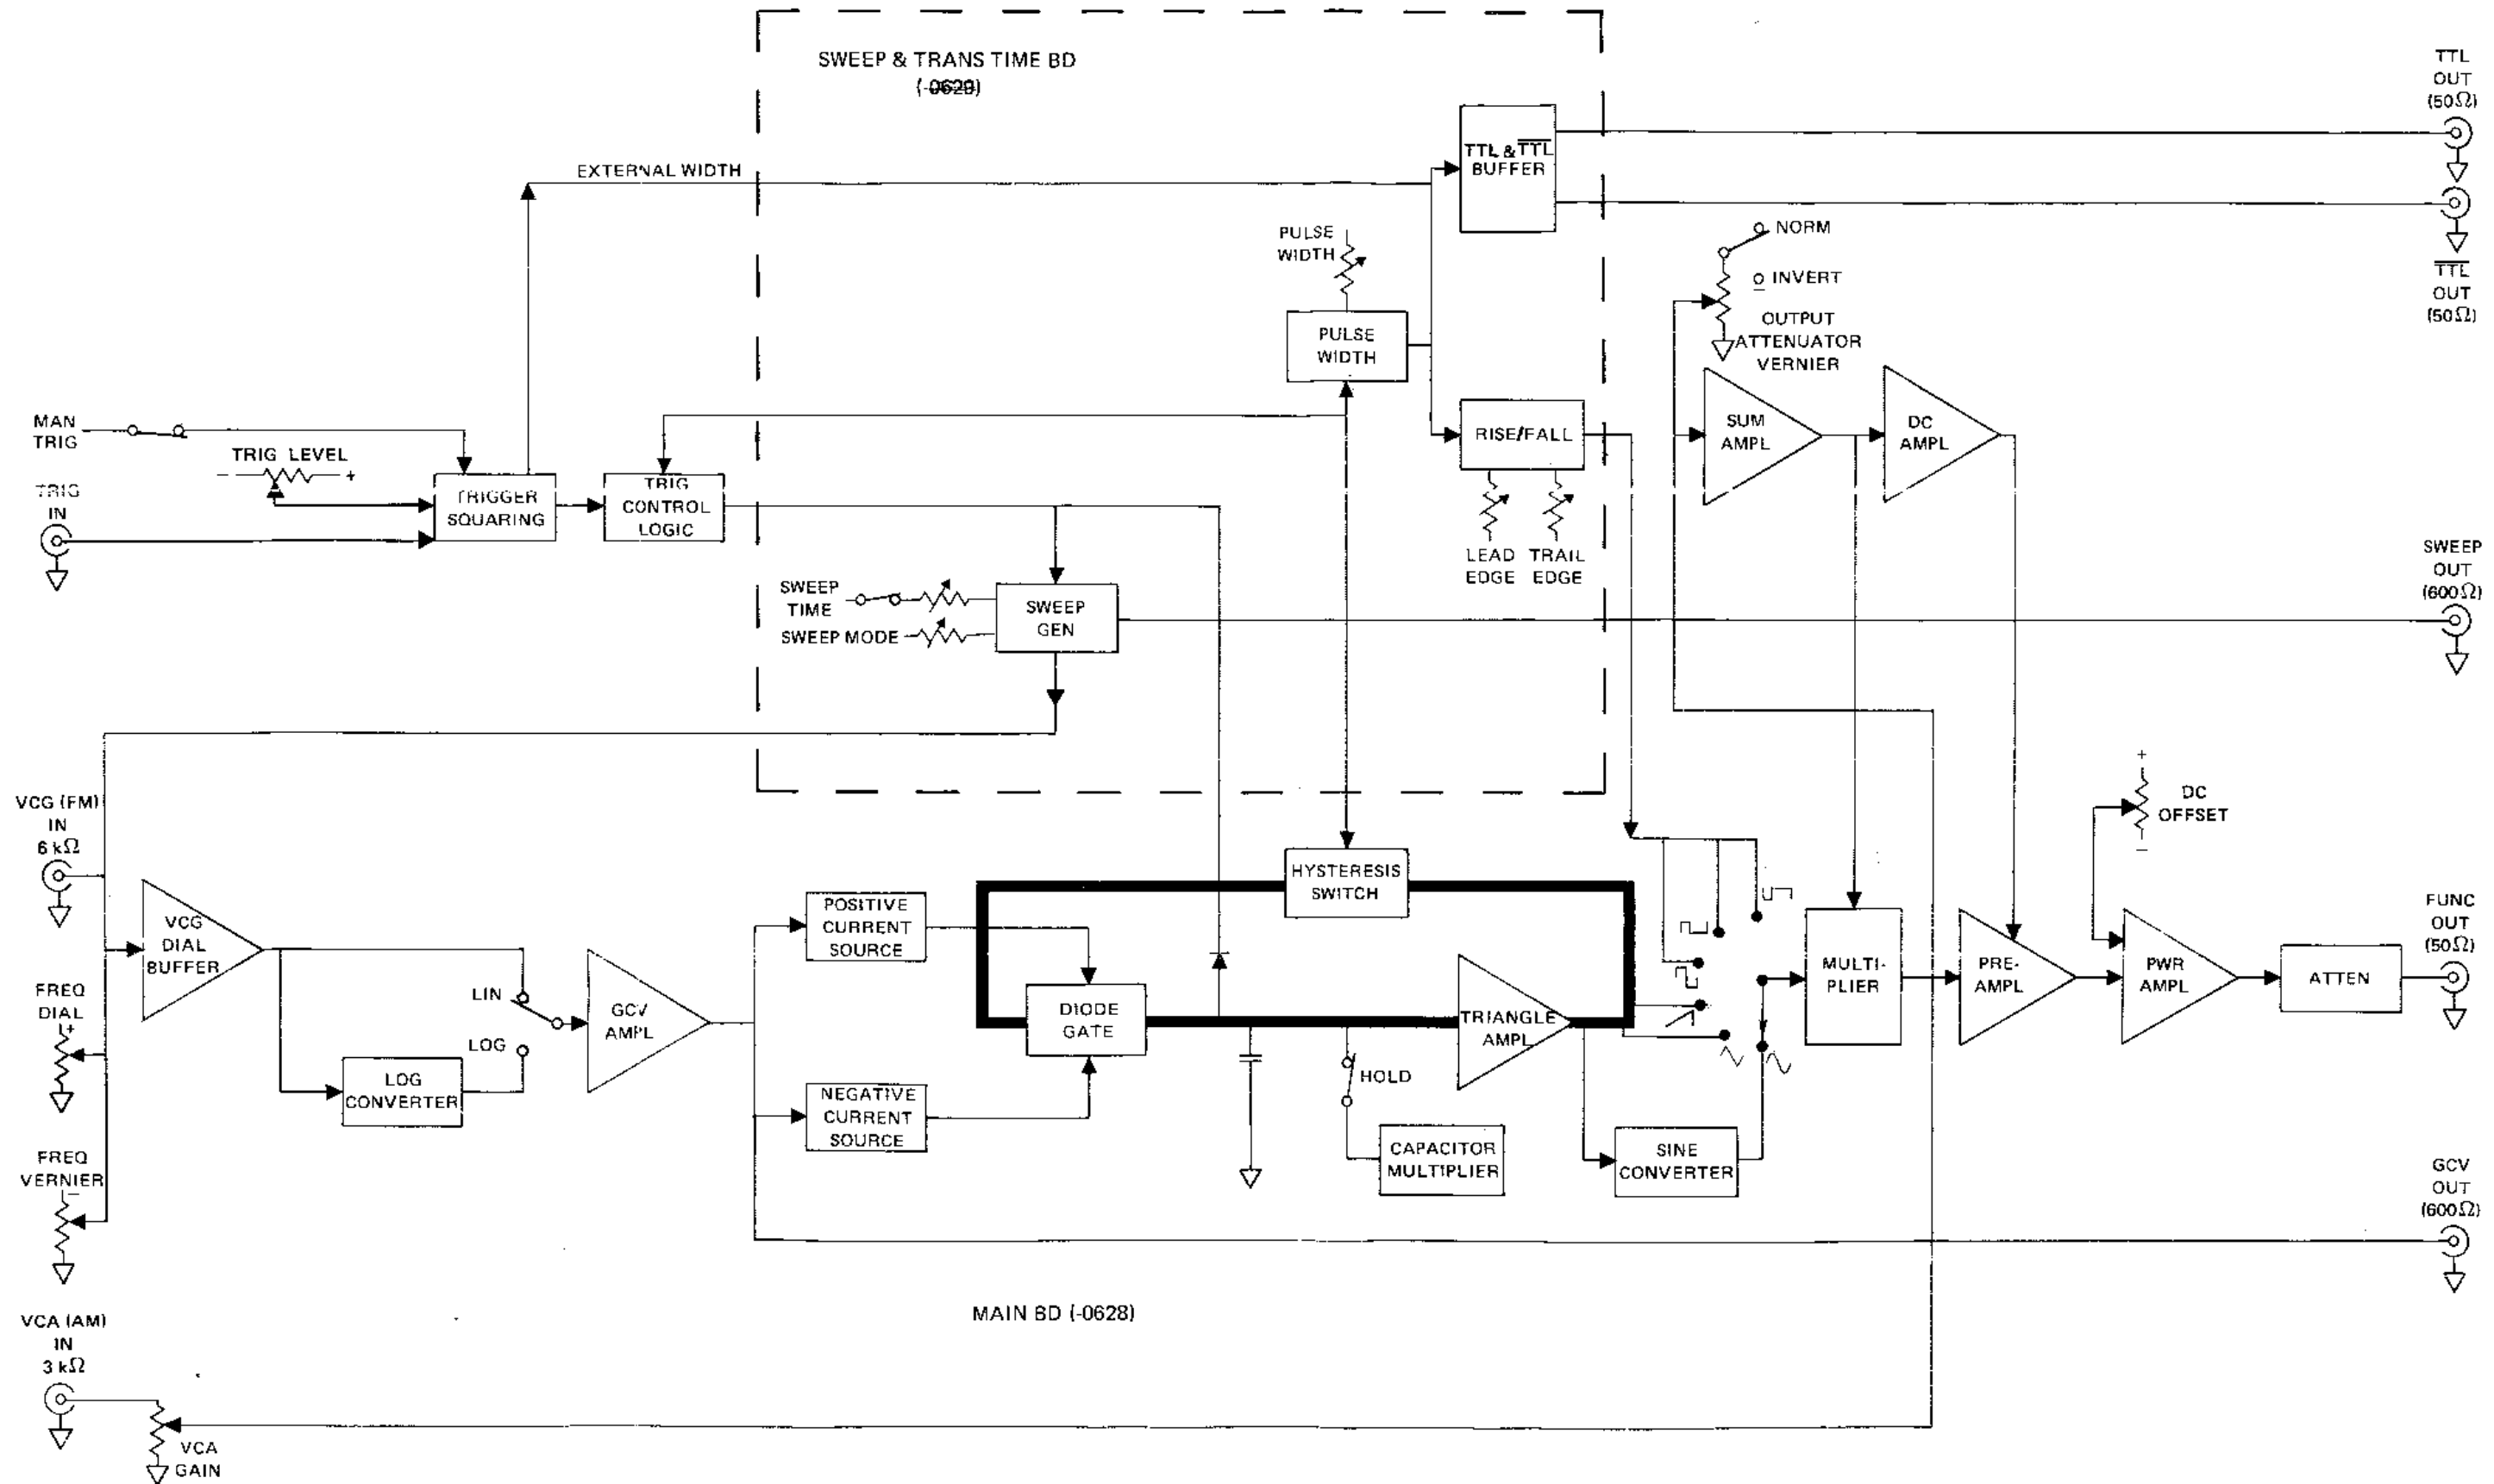 SWEEP & TRANS TIME BD
(-0629)
TTL
OUT
(50Ω)
EXTERNAL WIDTH
TTL & TTL
BUFFER
PULSE
WIDTH
NORM
INVERT
TTL
OUT
(50Ω)
OUTPUT
ATTENUATOR
VERNIER
PULSE
WIDTH
MAN
TRIG
TRIG LEVEL
- +
TRIG
IN
TRIGGER
SQUARING
TRIG
CONTROL
LOGIC
RISE/FALL
SUM
AMPL
DC
AMPL
LEAD
EDGE
TRAIL
EDGE
SWEEP
TIME
SWEEP MODE
SWEEP
GEN
SWEEP
OUT
(600Ω)
VCG (FM)
IN
6 kΩ
VCG
DIAL
BUFFER
FREQ
DIAL
+
LIN
LOG
LOG
CONVERTER
GCV
AMPL
POSITIVE
CURRENT
SOURCE
HYSTERESIS
SWITCH
DIODE
GATE
TRIANGLE
AMPL
NEGATIVE
CURRENT
SOURCE
HOLD
CAPACITOR
MULTIPLIER
SINE
CONVERTER
MULTI-
PLIER
PRE-
AMPL
+
DC
OFFSET
-
PWR
AMPL
ATTEN
FUNC
OUT
(50Ω)
FREQ
VERNIER
-
GCV
OUT
(600Ω)
MAIN BD (-0628)
VCA (AM)
IN
3 kΩ
VCA
GAIN